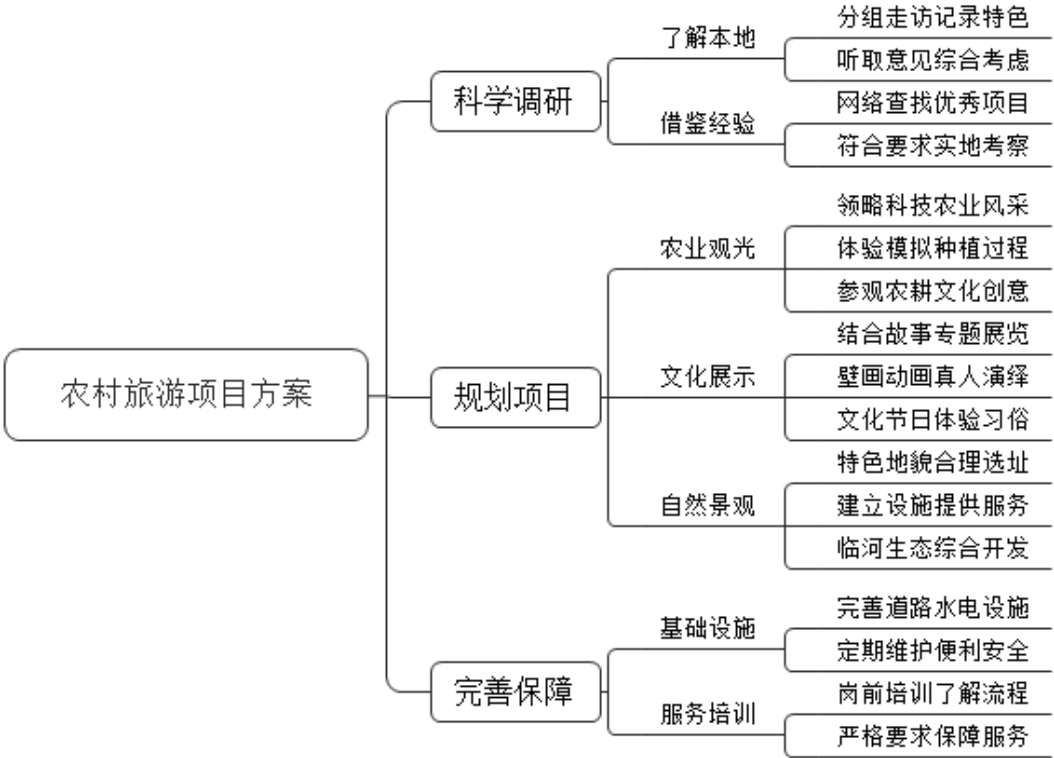 农村旅游项目方案
科学调研
了解本地
分组走访记录特色
听取意见综合考虑
借鉴经验
网络查找优秀项目
符合要求实地考察
规划项目
农业观光
领略科技农业风采
体验模拟种植过程
参观农耕文化创意
文化展示
结合故事专题展览
壁画动画真人演绎
文化节日体验习俗
自然景观
特色地貌合理选址
建立设施提供服务
临河生态综合开发
完善保障
基础设施
完善道路水电设施
定期维护便利安全
服务培训
岗前培训了解流程
严格要求保障服务